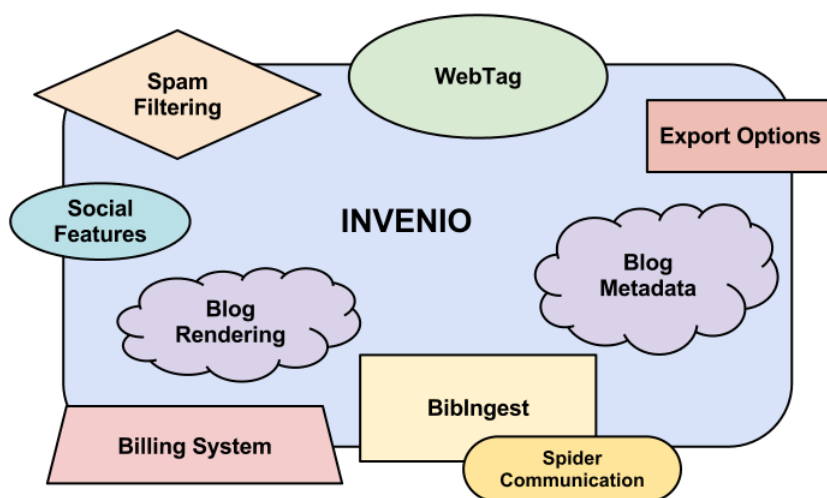 Spam
Filtering
WebTag
Export Options
Social
Features
INVENIO
Blog
Metadata
Blog
Rendering
BibIngest
Billing System
Spider
Communication